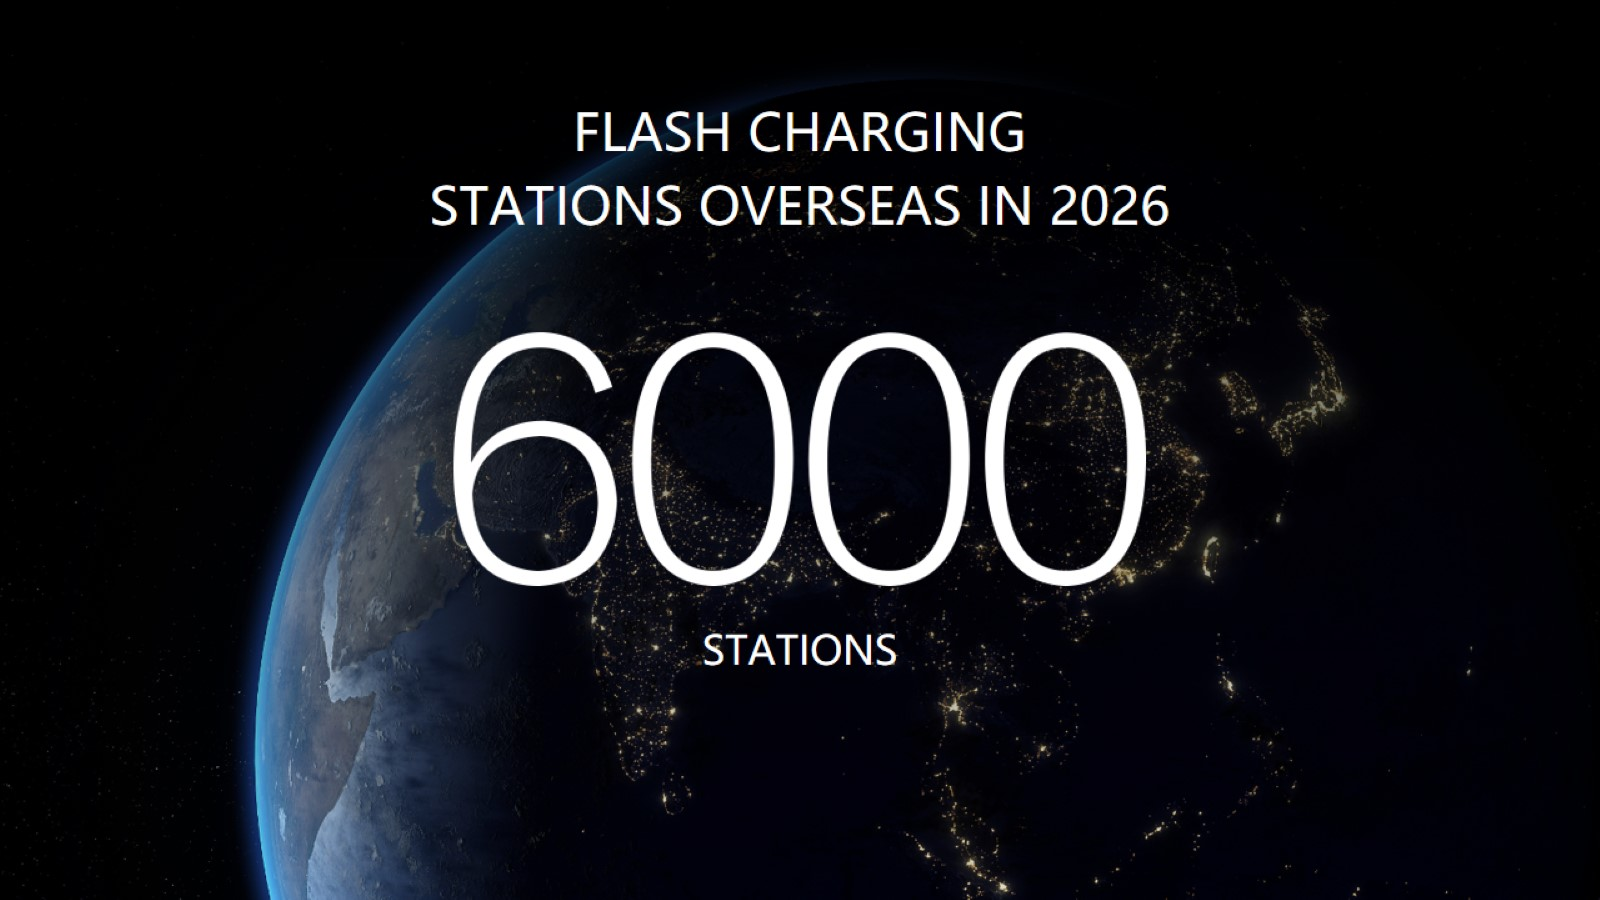 FLASH CHARGING
STATIONS OVERSEAS IN 2026
6000
STATIONS